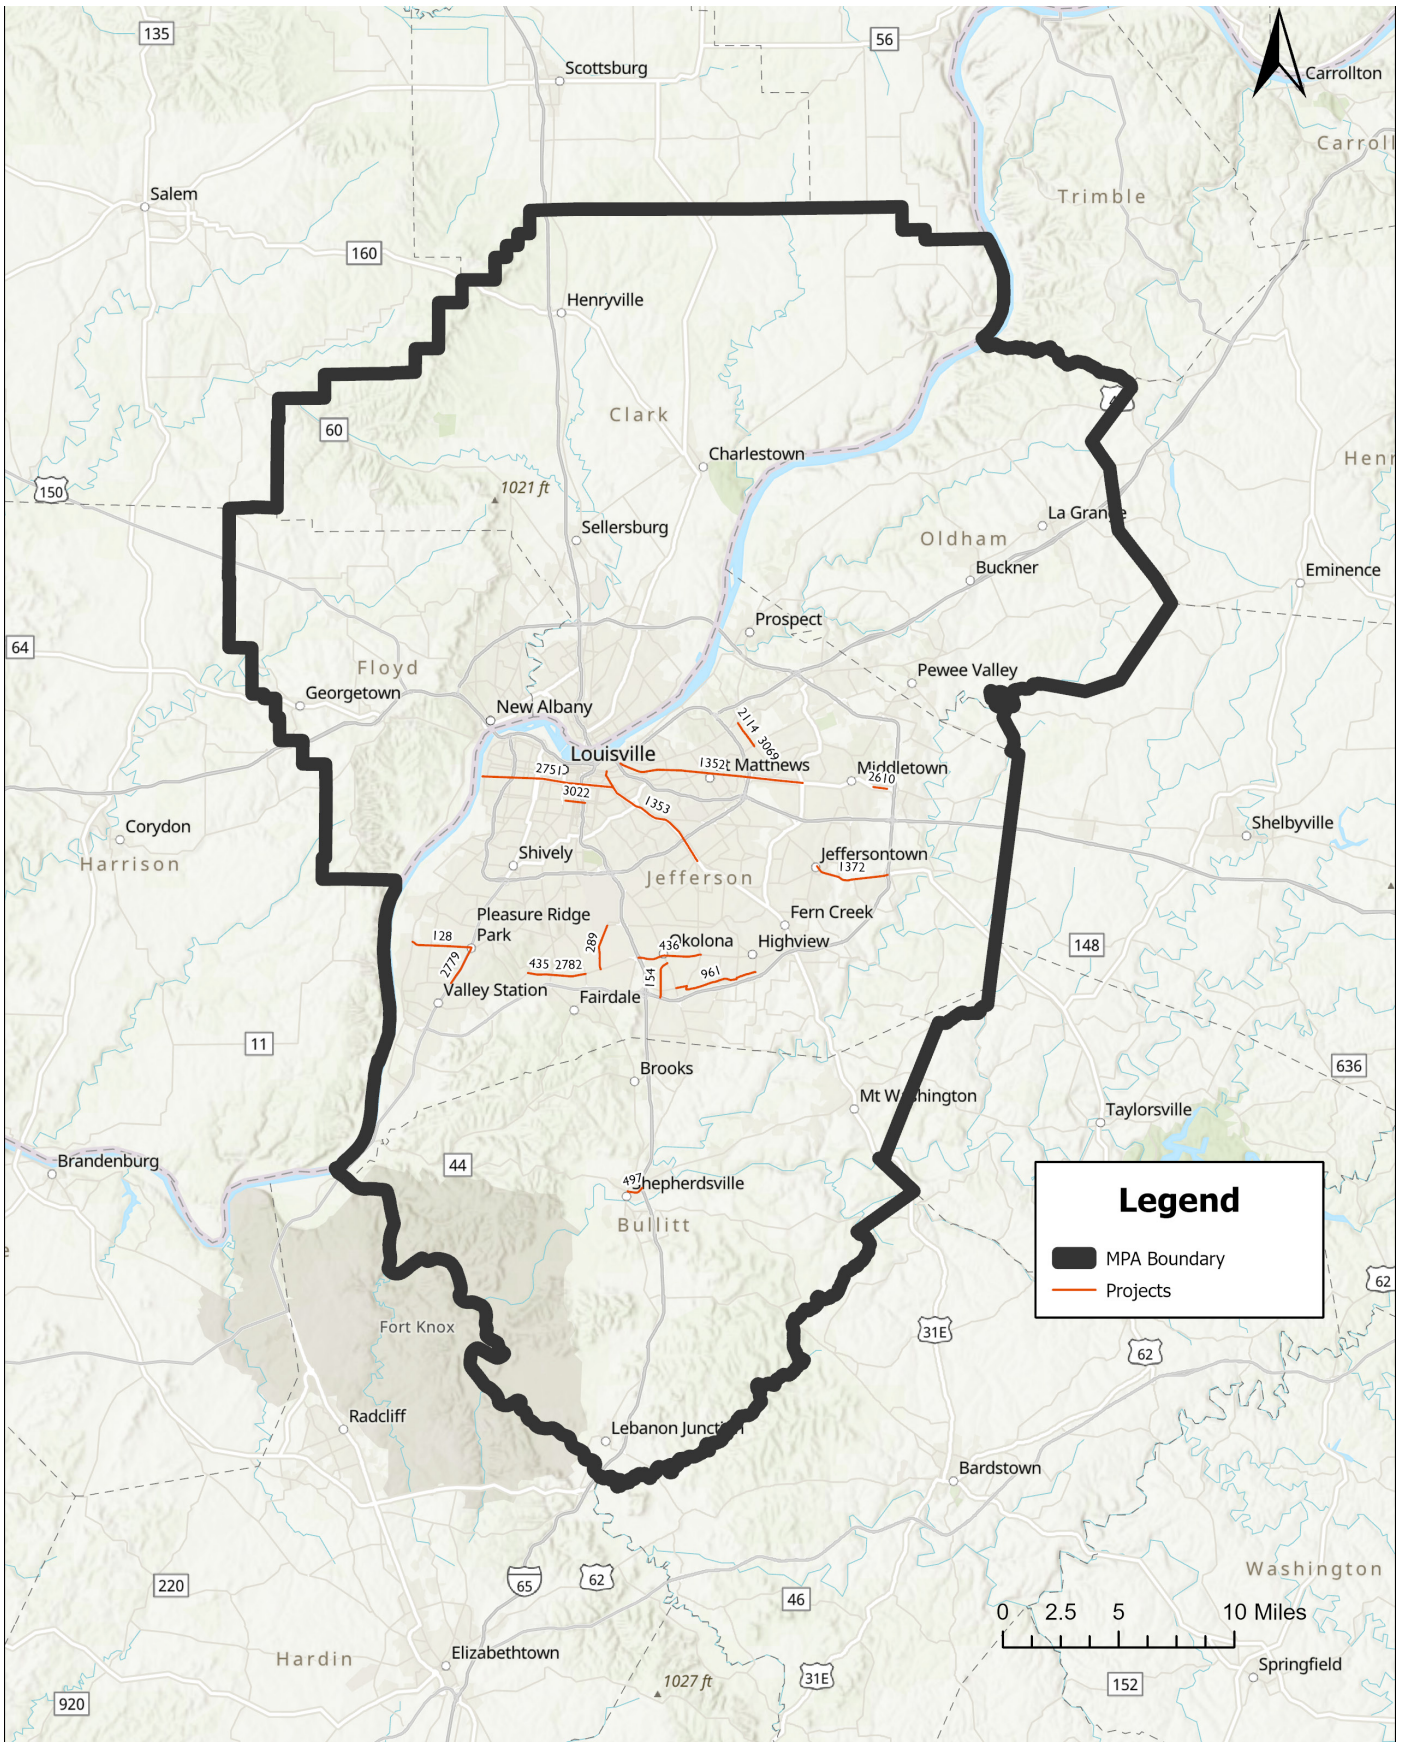 135
56
Scottsburg
Carrollton
Carroll
Salem
Trimble
160
Henryville
Clark
60
Charlestown
Henr
150
1021 ft
La Grange
Sellersburg
Oldham
Buckner
Eminence
Prospect
64
Floyd
Pewee Valley
Georgetown
New Albany
2114
3069
Louisville
1352
t Matthews
2751
Middletown
2610
3022
1353
Corydon
Shelbyville
Harrison
Shively
Jeffersontown
1372
Jefferson
Pleasure Ridge
Park
Fern Creek
128
289
436
Okolona
Highview
148
2779
435
2782
154
961
Valley Station
Fairdale
11
Brooks
636
Mt Washington
Taylorsville
Brandenburg
44
497
Shepherdsville
Bullitt
Legend
MPA Boundary
Projects
62
Fort Knox
31E
62
Radcliff
Lebanon Junction
Bardstown
Washington
65
62
220
46
0 2.5 5 10 Miles
Hardin
Elizabethtown
Springfield
1027 ft
31E
152
920